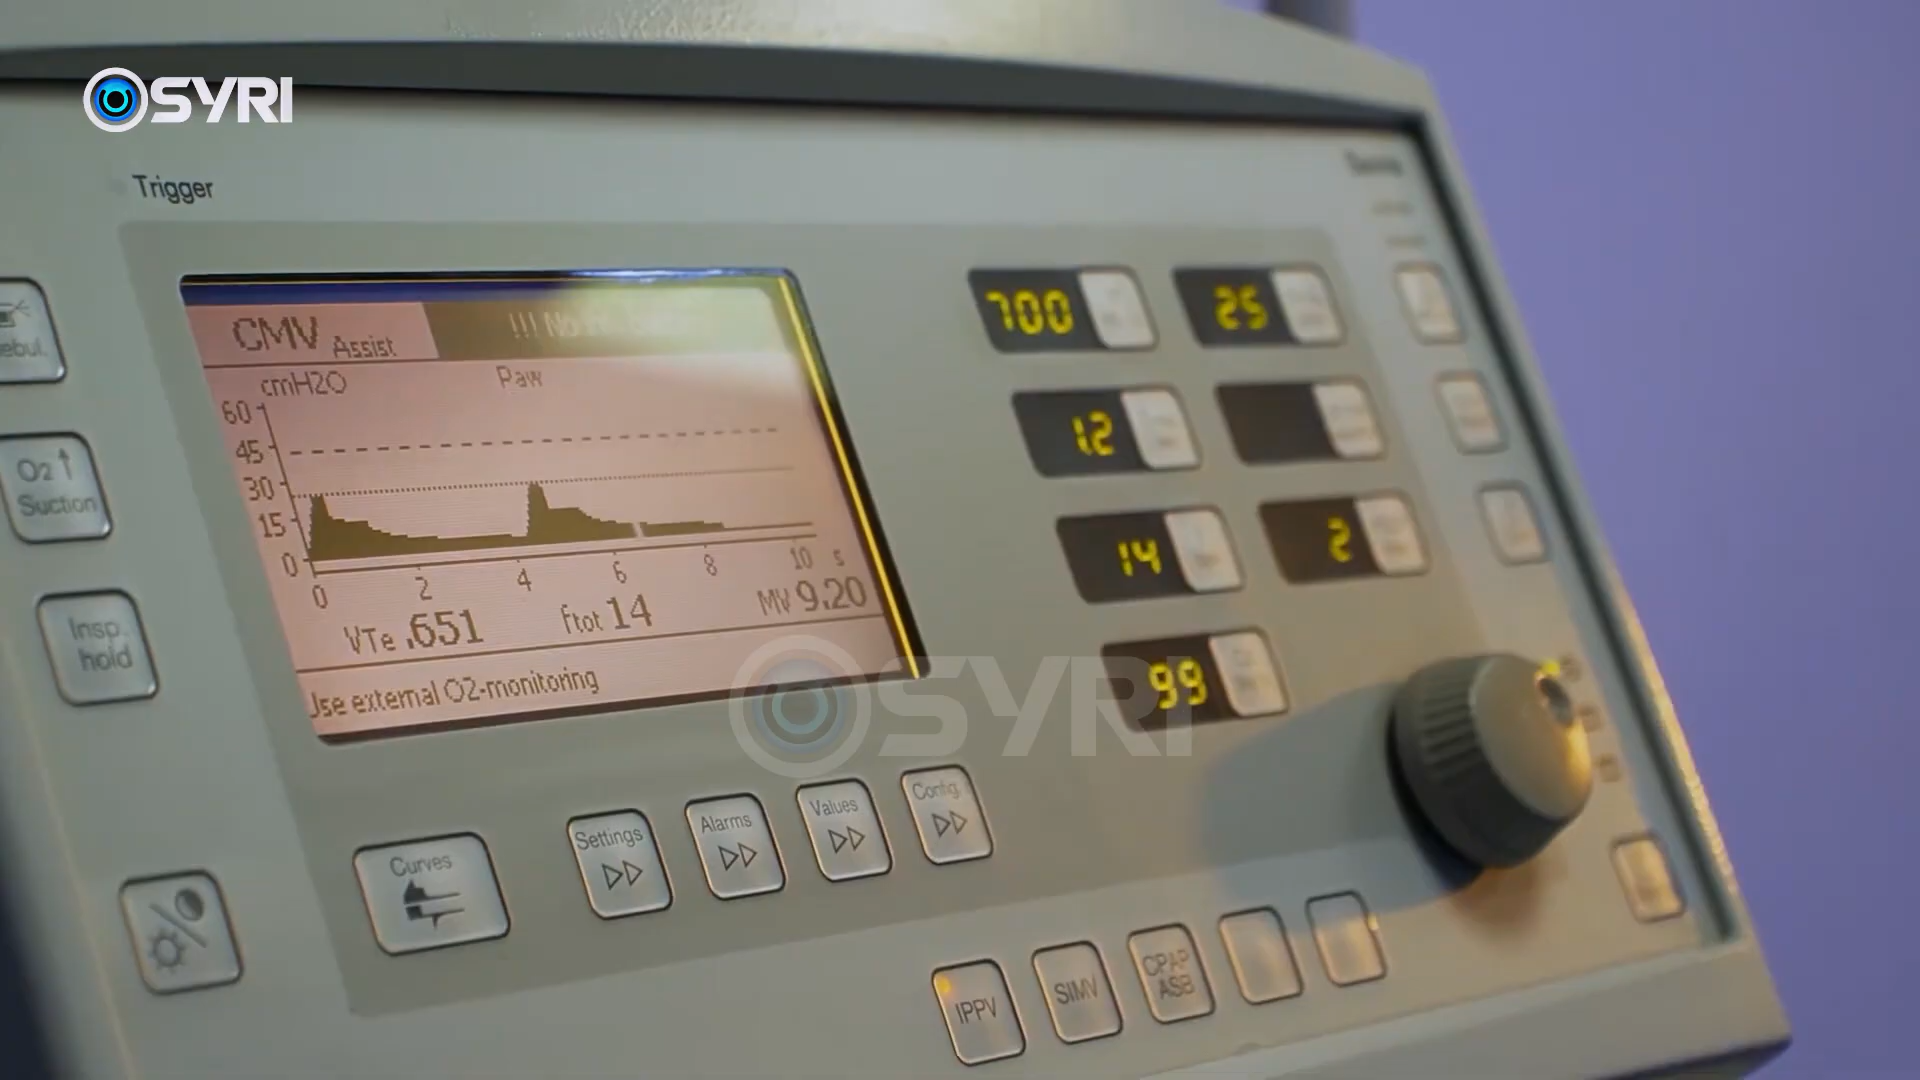 SYRI
Trigger
CMV Assist
cmH2O
Paw
60
45
30
15
0
0 2 4 6 8 10 s
VTe .651 ftot 14 MV 9.20
Use external O2-monitoring
700 25
12
14 2
99
O2↑
Suction
Insp.
hold
Curves
Settings
Alarms
Values
Config.
IPPV
SIMV
CPAP
ASB
SYRI